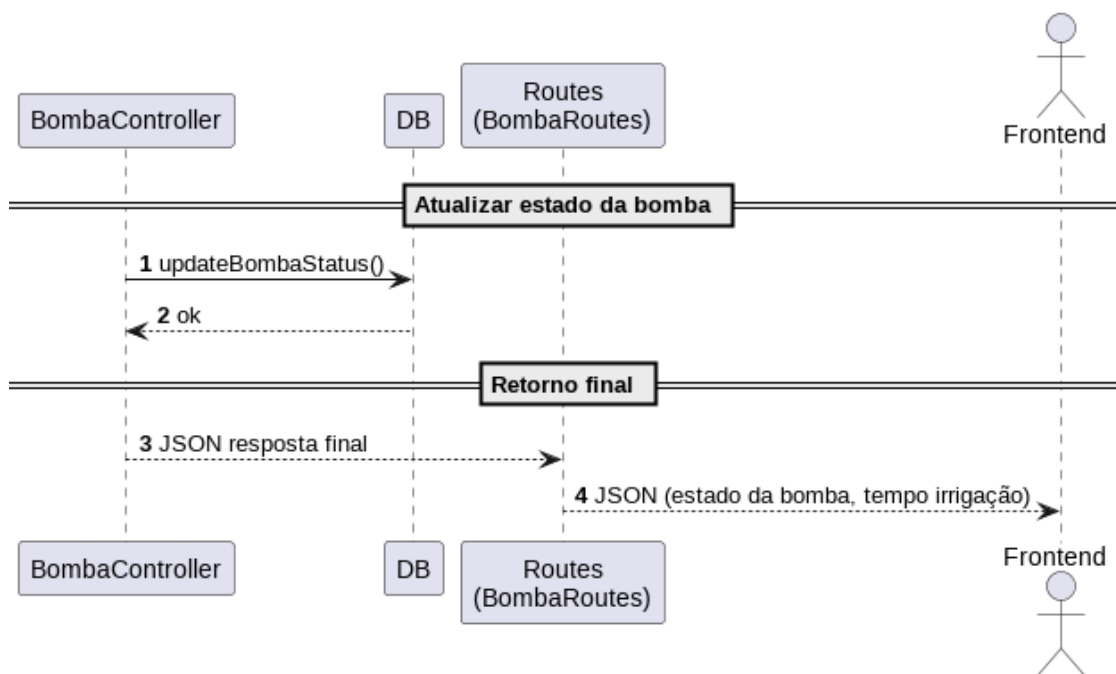 Routes
BombaController
DB
(BombaRoutes)
Frontend
Atualizar estado da bomba
1 updateBombaStatus()
2 ok
Retorno final
3 JSON resposta final
4 JSON (estado da bomba, tempo irrigação)
Frontend
BombaController
DB
Routes
(BombaRoutes)